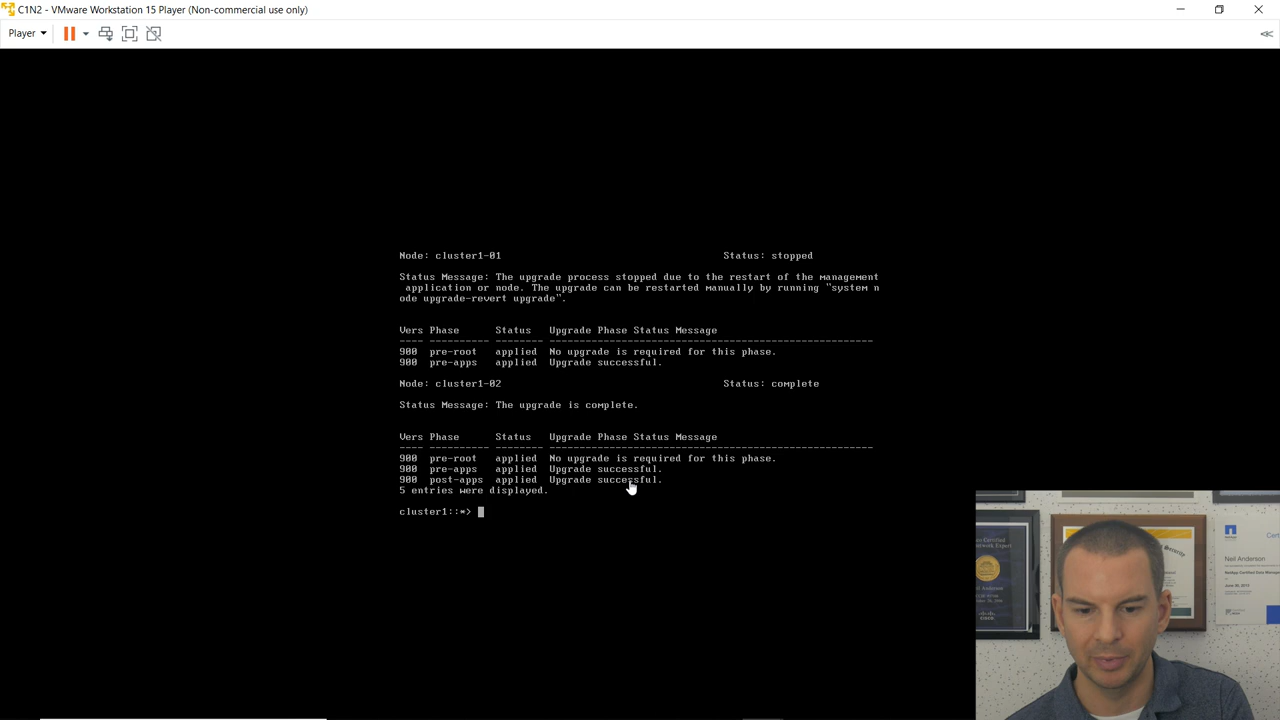 C1N2 - VMware Workstation 15 Player (Non-commercial use only)
Player
Node: cluster1-01 Status: stopped
Status Message: The upgrade process stopped due to the restart of the management
application or node. The upgrade can be restarted manually by running "system n
ode upgrade-revert upgrade".
Vers Phase Status Upgrade Phase Status Message
900 pre-root applied No upgrade is required for this phase.
900 pre-apps applied Upgrade successful.
Node: cluster1-02 Status: complete
Status Message: The upgrade is complete.
Vers Phase Status Upgrade Phase Status Message
900 pre-root applied No upgrade is required for this phase.
900 pre-apps applied Upgrade successful.
900 post-apps applied Upgrade successful.
5 entries were displayed.
cluster1::*>
Neil Anderson